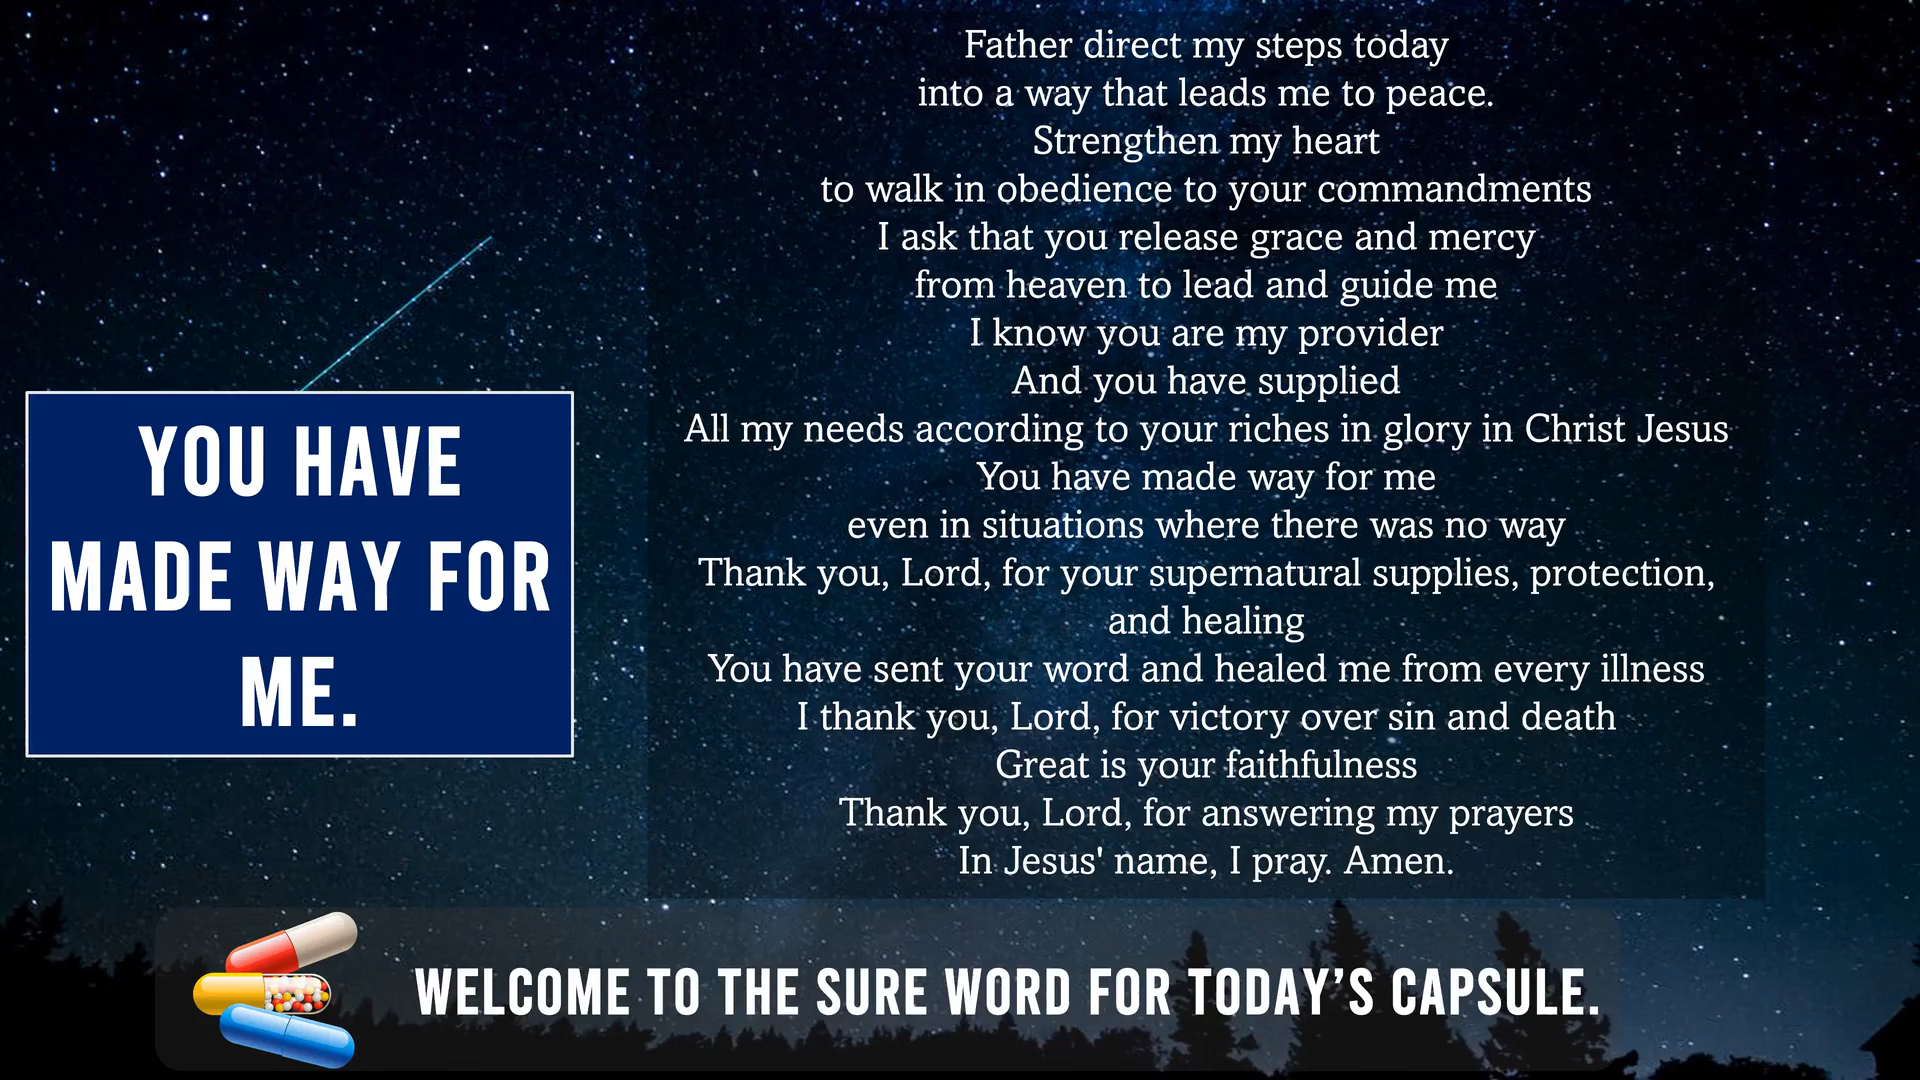 Father direct my steps today
into a way that leads me to peace.
Strengthen my heart
to walk in obedience to your commandments
I ask that you release grace and mercy
from heaven to lead and guide me
I know you are my provider
And you have supplied
All my needs according to your riches in glory in Christ Jesus
You have made way for me
even in situations where there was no way
Thank you, Lord, for your supernatural supplies, protection,
and healing
You have sent your word and healed me from every illness
I thank you, Lord, for victory over sin and death
Great is your faithfulness
Thank you, Lord, for answering my prayers
In Jesus' name, I pray. Amen.
YOU HAVE
MADE WAY FOR
ME.
WELCOME TO THE SURE WORD FOR TODAY’S CAPSULE.